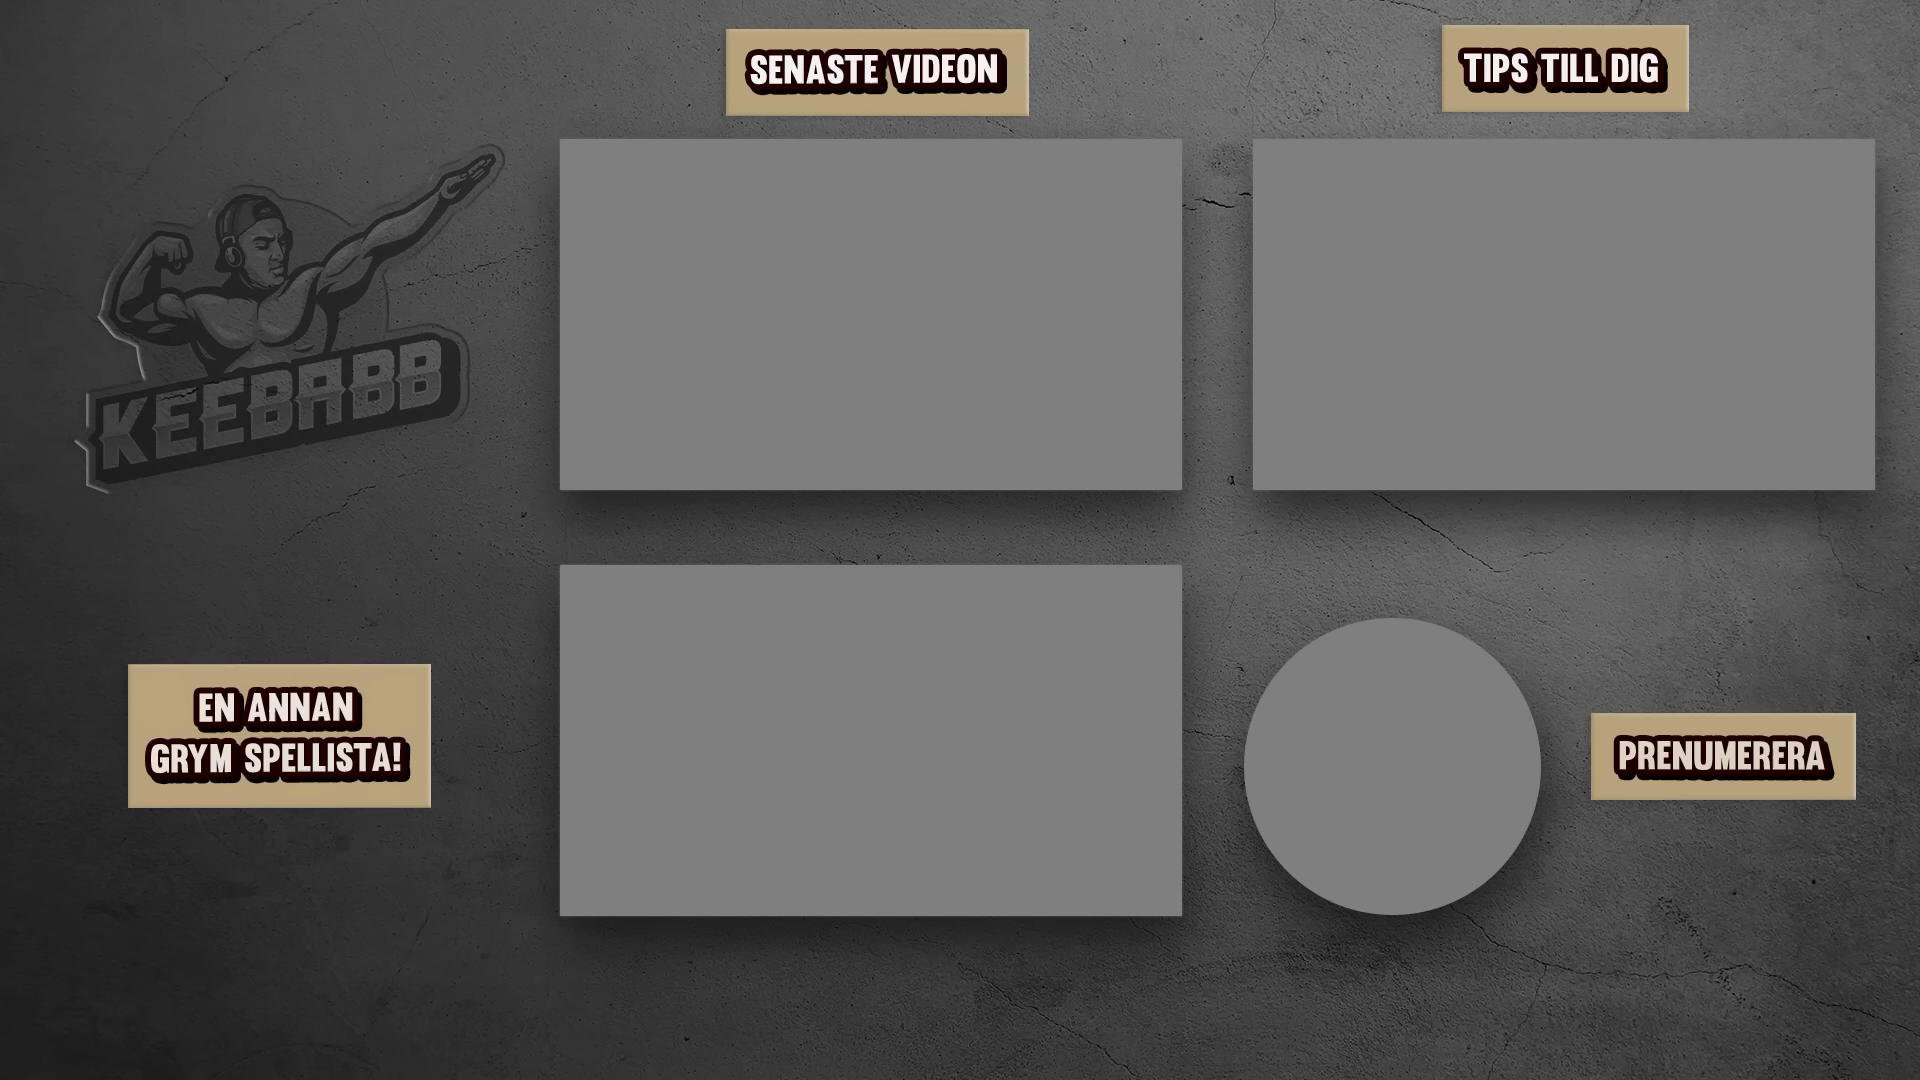 SENASTE VIDEON
TIPS TILL DIG
KEEBABB
EN ANNAN
GRYM SPELLISTA!
PRENUMERERA